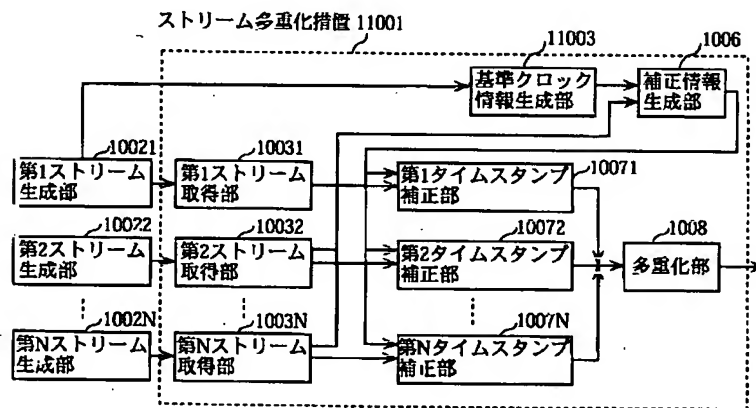 ストリーム多重化措置 11001
11003
1006
基準クロック
情報生成部
補正情報
生成部
10021
10031
10071
第1ストリーム
生成部
第1ストリーム
取得部
第1タイムスタンプ
補正部
10022
10032
10072
1008
第2ストリーム
生成部
第2ストリーム
取得部
第2タイムスタンプ
補正部
多重化部
1002N
1003N
1007N
第Nストリーム
生成部
第Nストリーム
取得部
第Nタイムスタンプ
補正部